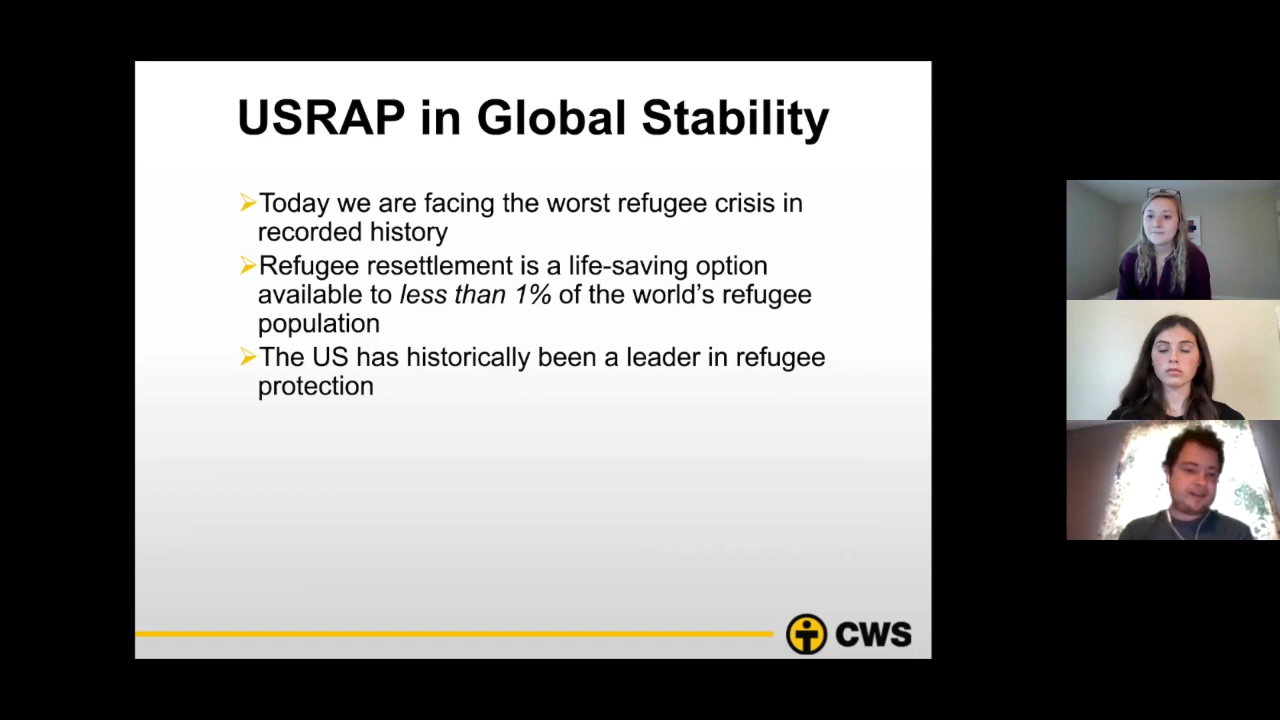 USRAP in Global Stability
Today we are facing the worst refugee crisis in
recorded history
Refugee resettlement is a life-saving option
available to less than 1% of the world’s refugee
population
The US has historically been a leader in refugee
protection
CWS